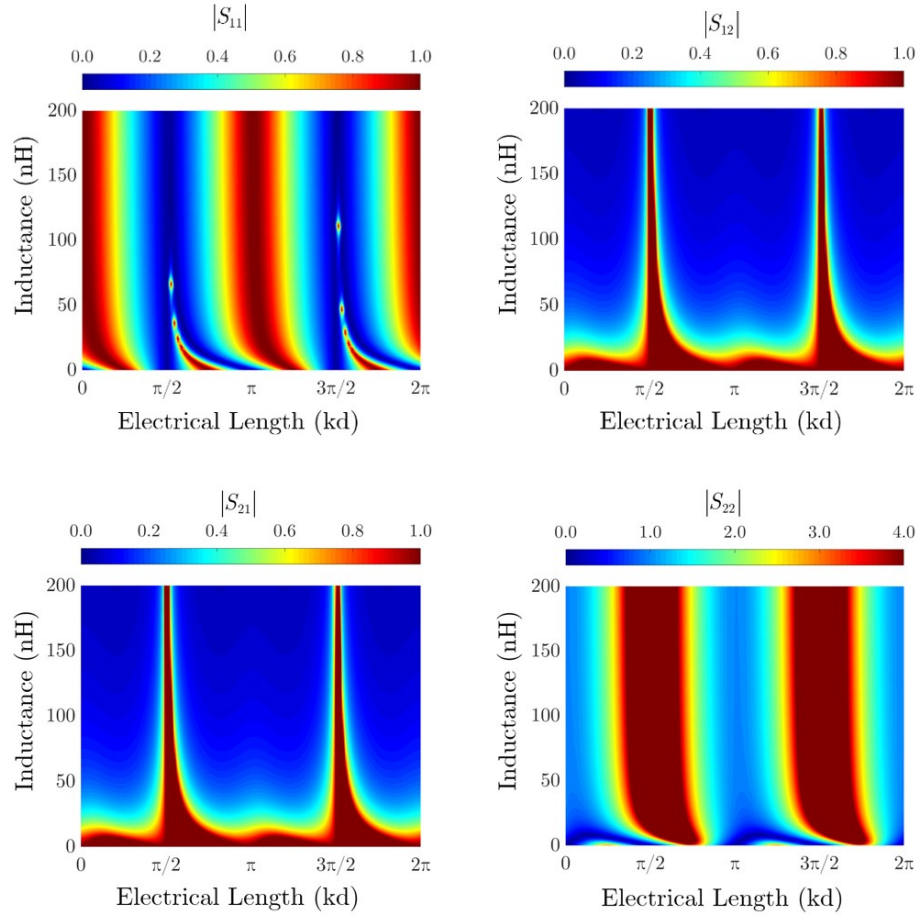 |S11|
0.0 0.2 0.4 0.6 0.8 1.0
200
150
100
50
0
Inductance (nH)
0 π/2 π 3π/2 2π
Electrical Length (kd)
|S12|
0.0 0.2 0.4 0.6 0.8 1.0
200
150
100
50
0
Inductance (nH)
0 π/2 π 3π/2 2π
Electrical Length (kd)
|S21|
0.0 0.2 0.4 0.6 0.8 1.0
200
150
100
50
0
Inductance (nH)
0 π/2 π 3π/2 2π
Electrical Length (kd)
|S22|
0.0 1.0 2.0 3.0 4.0
200
150
100
50
0
Inductance (nH)
0 π/2 π 3π/2 2π
Electrical Length (kd)